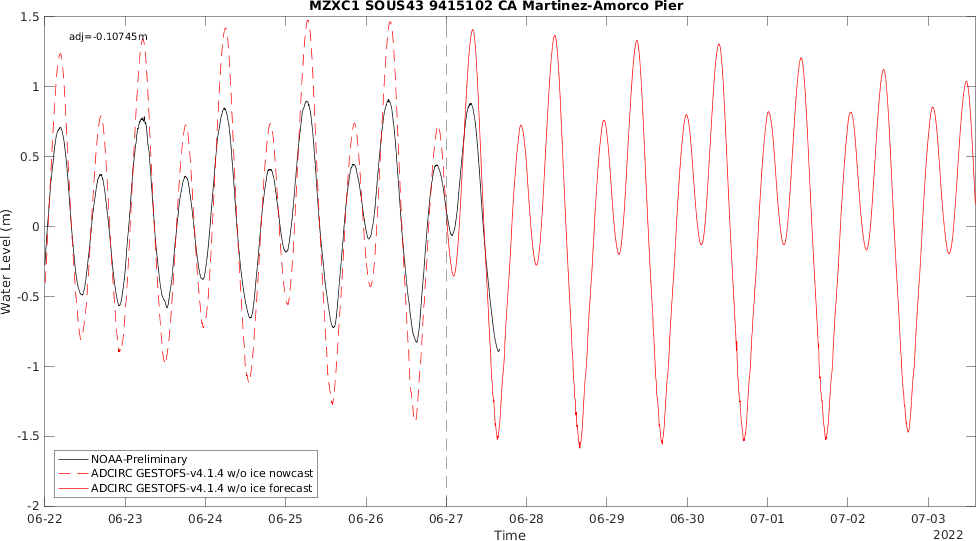 MZXC1 SOUS43 9415102 CA Martinez-Amorco Pier
adj=-0.10745m
1.5
1
0.5
0
-0.5
-1
-1.5
-2
Water Level (m)
NOAA-Preliminary
ADCIRC GESTOFS-v4.1.4 w/o ice nowcast
ADCIRC GESTOFS-v4.1.4 w/o ice forecast
06-22 06-23 06-24 06-25 06-26 06-27 06-28 06-29 06-30 07-01 07-02 07-03
Time
2022